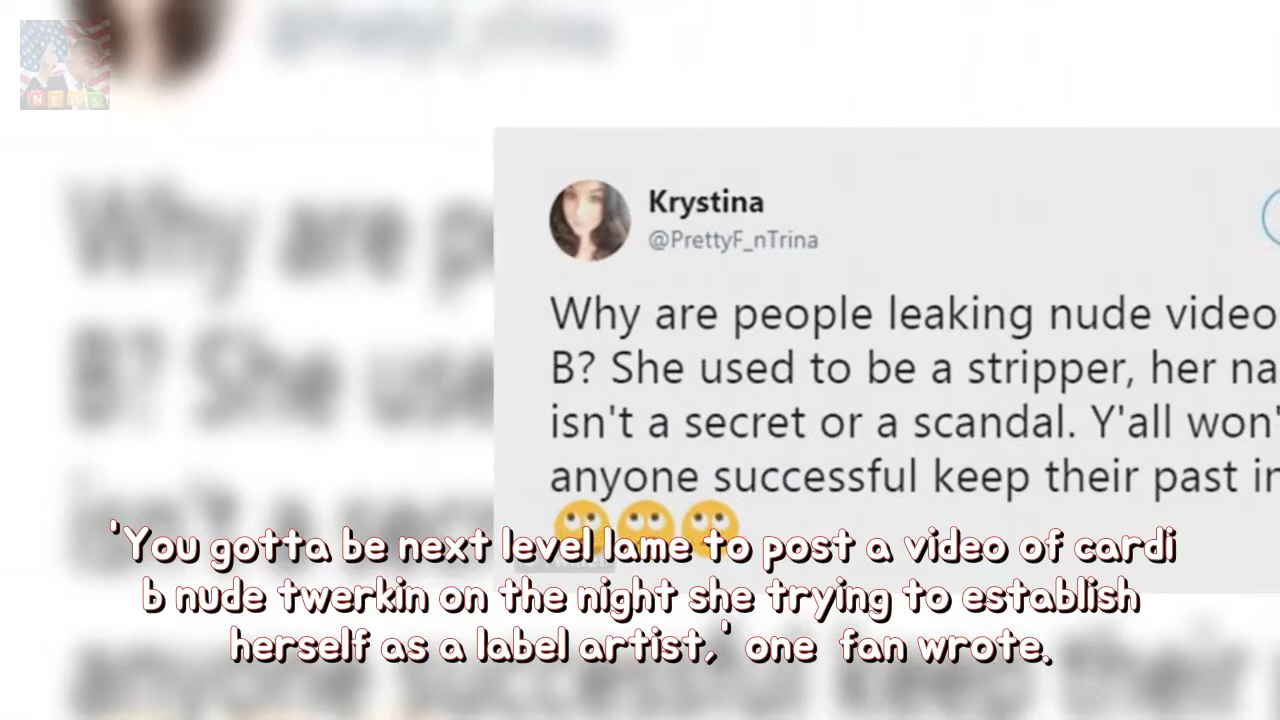 NEWS
Krystina
@PrettyF_nTrina
Why are people leaking nude video
B? She used to be a stripper, her na
isn't a secret or a scandal. Y'all won'
anyone successful keep their past in
🙄🙄🙄
'You gotta be next level lame to post a video of cardi
b nude twerkin on the night she trying to establish
herself as a label artist,' one fan wrote.